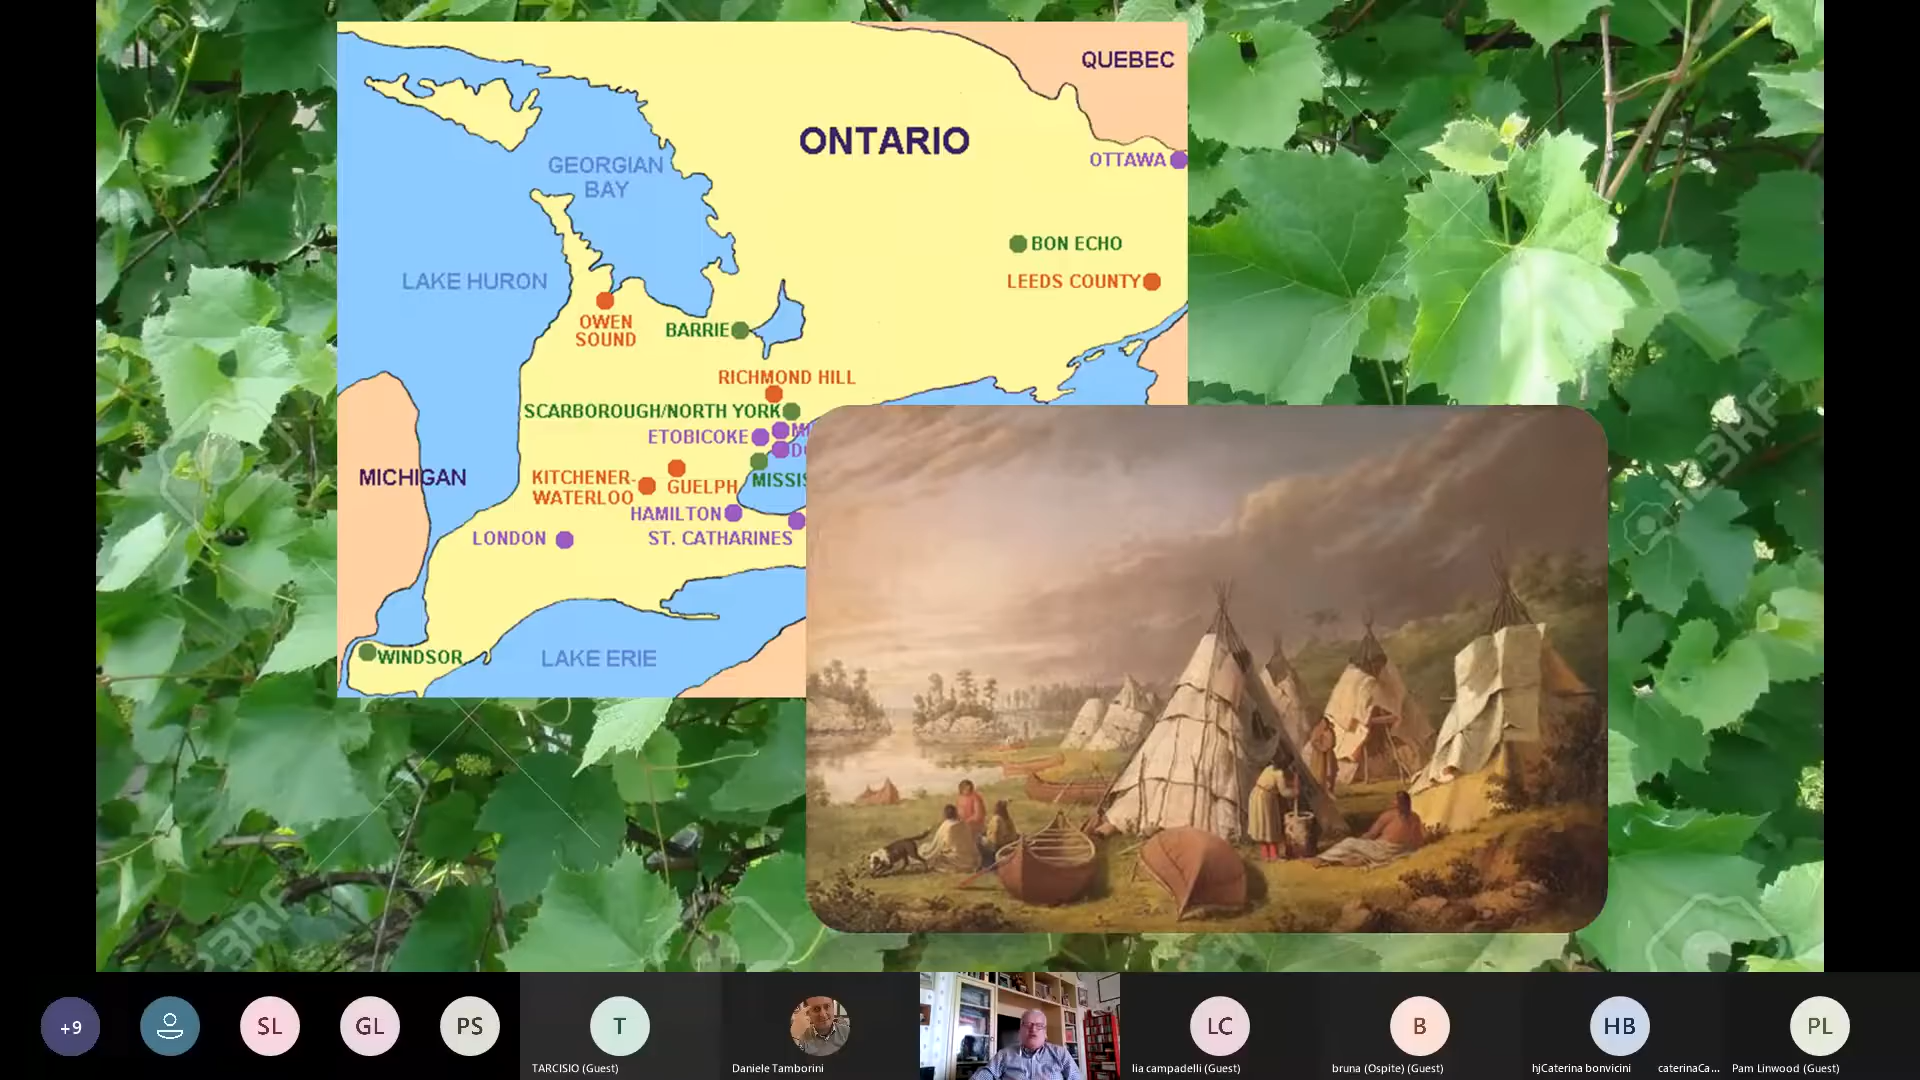 QUEBEC
ONTARIO
OTTAWA
GEORGIAN
BAY
BON ECHO
LAKE HURON
LEEDS COUNTY
OWEN
SOUND
BARRIE
RICHMOND HILL
SCARBOROUGH/NORTH YORK
ETOBICOKE
MICHIGAN
KITCHENER-
WATERLOO
GUELPH
HAMILTON
LONDON
ST. CATHARINES
WINDSOR
LAKE ERIE
+9
SL
GL
PS
T
LC
B
HB
PL
TARCISIO (Guest)
Daniele Tamborini
lia campadelli (Guest)
bruna (Ospite) (Guest)
hjCaterina bonvicini
caterinaCa...
Pam Linwood (Guest)